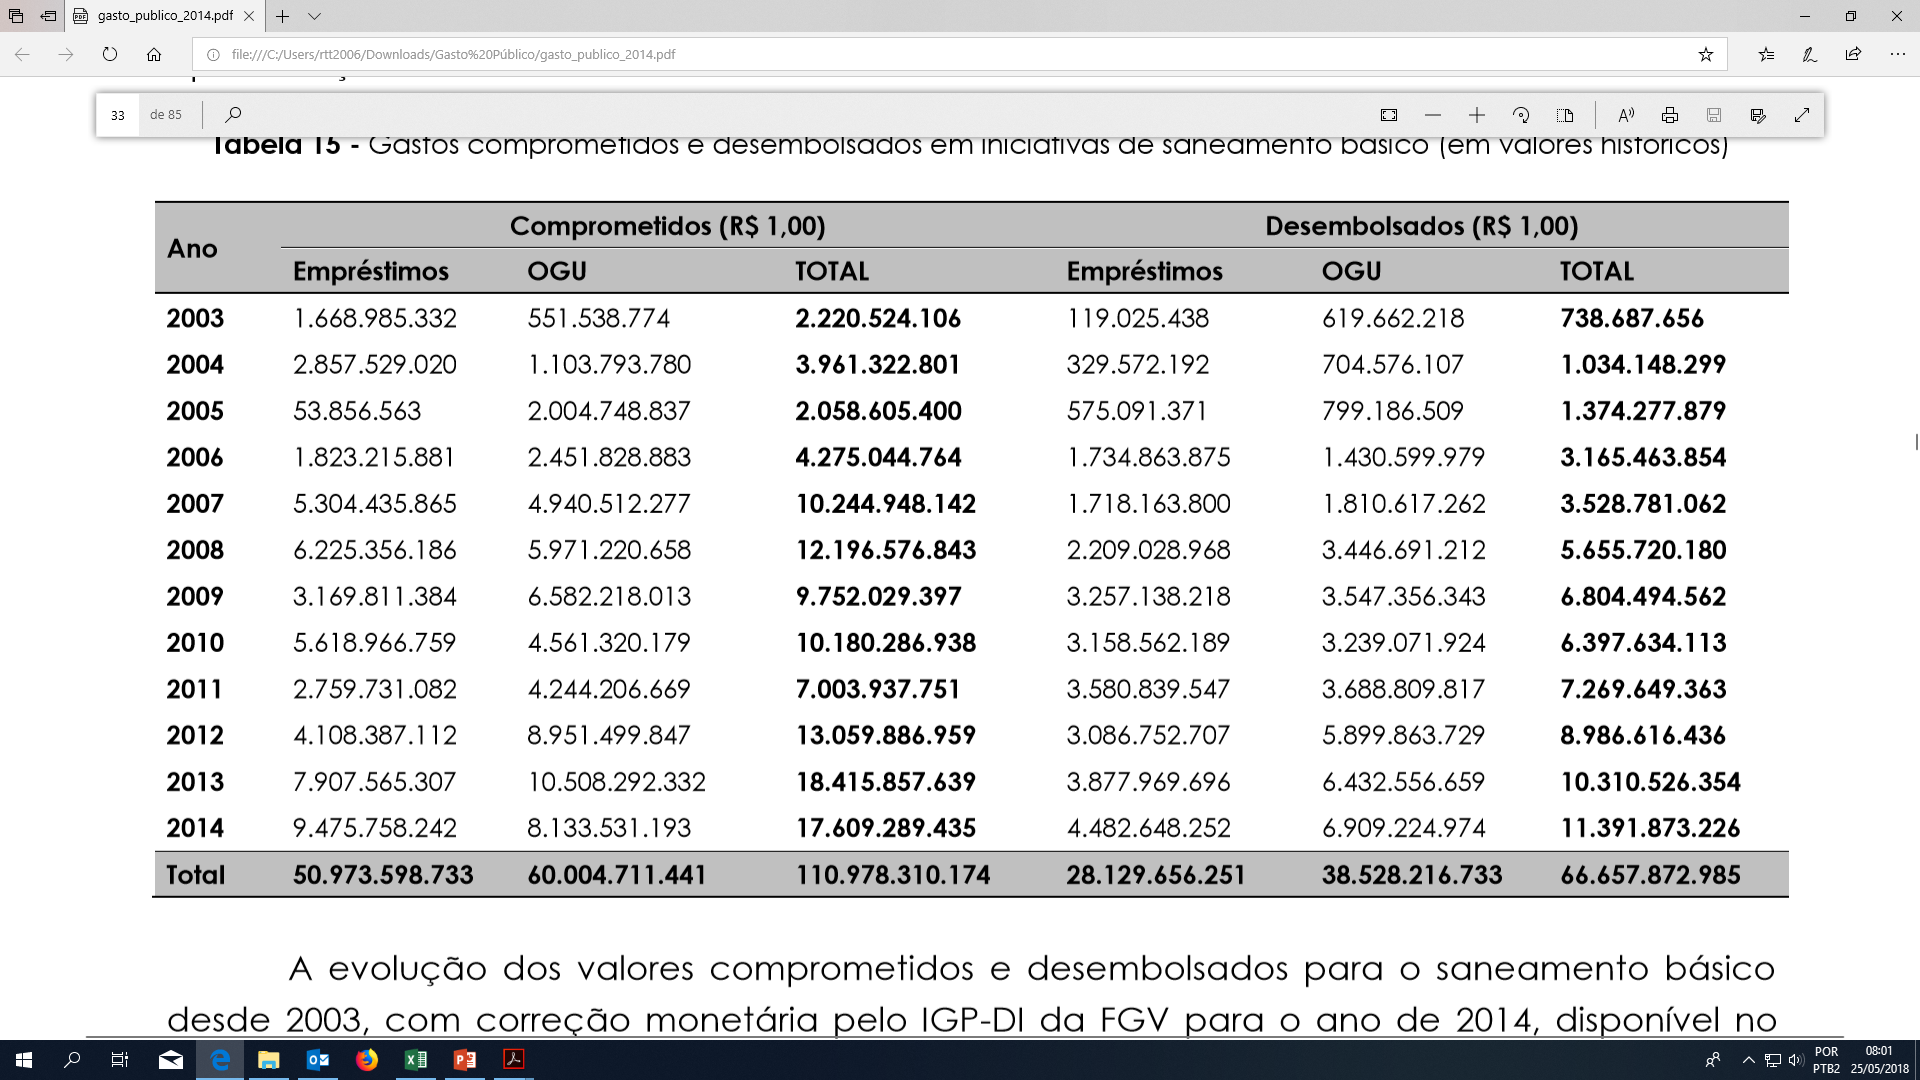 gasto_publico_2014.pdf
file:///C:/Users/rtt2006/Downloads/Gasto%20Público/gasto_publico_2014.pdf
33 de 85
Tabela 15 - Gastos comprometidos e desembolsados em iniciativas de saneamento básico (em valores históricos)
Ano Comprometidos (R$ 1,00) Desembolsados (R$ 1,00)
Empréstimos OGU TOTAL Empréstimos OGU TOTAL
2003 1.668.985.332 551.538.774 2.220.524.106 119.025.438 619.662.218 738.687.656
2004 2.857.529.020 1.103.793.780 3.961.322.801 329.572.192 704.576.107 1.034.148.299
2005 53.856.563 2.004.748.837 2.058.605.400 575.091.371 799.186.509 1.374.277.879
2006 1.823.215.881 2.451.828.883 4.275.044.764 1.734.863.875 1.430.599.979 3.165.463.854
2007 5.304.435.865 4.940.512.277 10.244.948.142 1.718.163.800 1.810.617.262 3.528.781.062
2008 6.225.356.186 5.971.220.658 12.196.576.843 2.209.028.968 3.446.691.212 5.655.720.180
2009 3.169.811.384 6.582.218.013 9.752.029.397 3.257.138.218 3.547.356.343 6.804.494.562
2010 5.618.966.759 4.561.320.179 10.180.286.938 3.158.562.189 3.239.071.924 6.397.634.113
2011 2.759.731.082 4.244.206.669 7.003.937.751 3.580.839.547 3.688.809.817 7.269.649.363
2012 4.108.387.112 8.951.499.847 13.059.886.959 3.086.752.707 5.899.863.729 8.986.616.436
2013 7.907.565.307 10.508.292.332 18.415.857.639 3.877.969.696 6.432.556.659 10.310.526.354
2014 9.475.758.242 8.133.531.193 17.609.289.435 4.482.648.252 6.909.224.974 11.391.873.226
Total 50.973.598.733 60.004.711.441 110.978.310.174 28.129.656.251 38.528.216.733 66.657.872.985
A evolução dos valores comprometidos e desembolsados para o saneamento básico
desde 2003, com correção monetária pelo IGP-DI da FGV para o ano de 2014, disponível no
POR 08:01
PTB2 25/05/2018